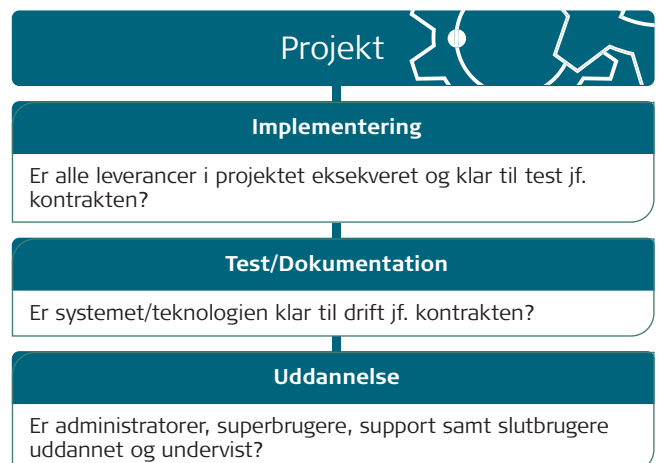 Projekt
Implementering
Er alle leverancer i projektet eksekveret og klar til test jf.
kontrakten?
Test/Dokumentation
Er systemet/teknologien klar til drift jf. kontrakten?
Uddannelse
Er administratorer, superbrugere, support samt slutbrugere
uddannet og undervist?